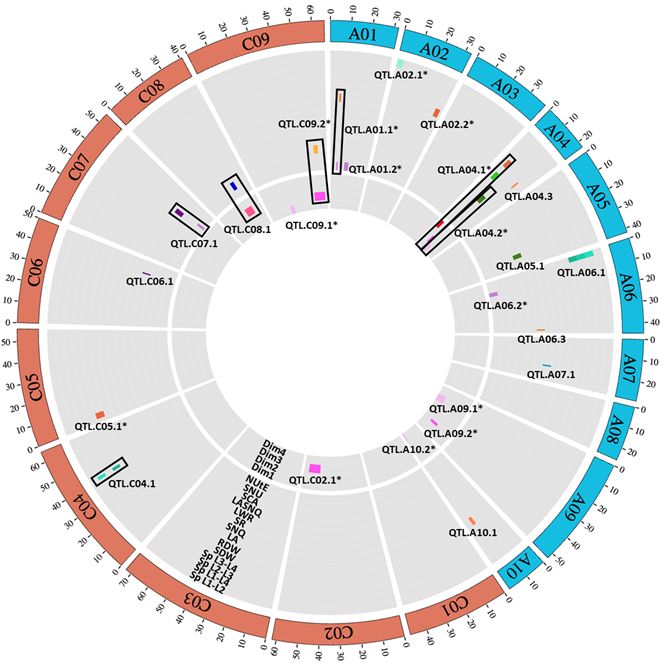 A01
A02
A03
A04
A05
A06
A07
A08
A09
A10
C01
C02
C03
C04
C05
C06
C07
C08
C09
QTL.A02.1*
QTL.A02.2*
QTL.C09.2*
QTL.A01.1*
QTL.A01.2*
QTL.A04.1*
QTL.A04.3
QTL.A04.2*
QTL.C09.1*
QTL.C08.1
QTL.C07.1
QTL.C06.1
QTL.A05.1
QTL.A06.1
QTL.A06.2*
QTL.A06.3
QTL.A07.1
QTL.A09.1*
QTL.A09.2*
QTL.A10.2*
QTL.A10.1
QTL.C02.1*
QTL.C05.1*
QTL.C04.1
Dim4
Dim3
Dim2
Dim1
NUtE
SNU
SCA
LASNQ
LWR
SR
SNQ
LA
RDW
SDW
Sp L3-L4
Sp L2-L3
Sp L1-L4
Sp L1-L2